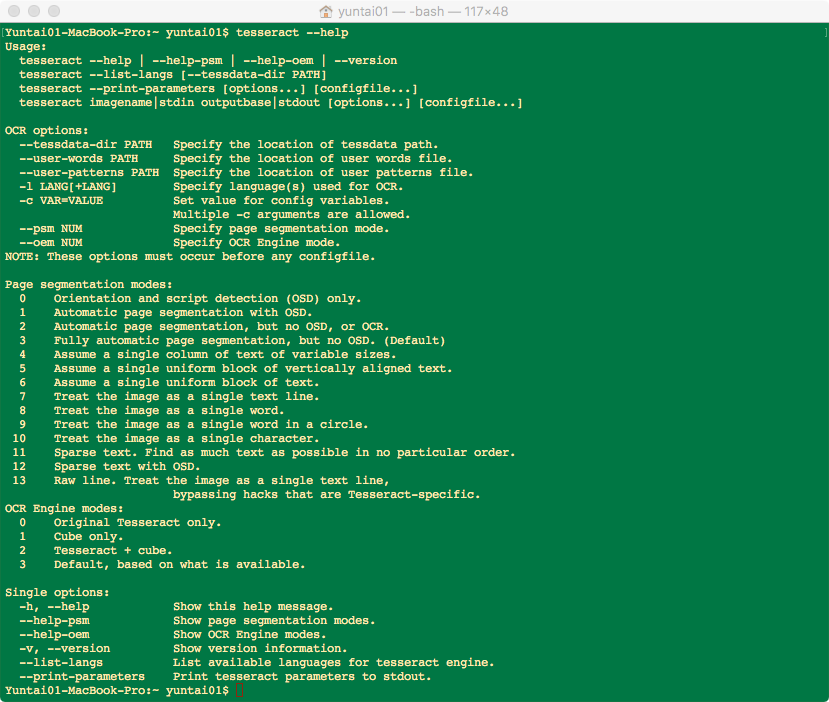 yuntai01 — -bash — 117×48
Yuntai01-MacBook-Pro:~ yuntai01$ tesseract --help
Usage:
  tesseract --help | --help-psm | --help-oem | --version
  tesseract --list-langs [--tessdata-dir PATH]
  tesseract --print-parameters [options...] [configfile...]
  tesseract imagename|stdin outputbase|stdout [options...] [configfile...]

OCR options:
  --tessdata-dir PATH   Specify the location of tessdata path.
  --user-words PATH     Specify the location of user words file.
  --user-patterns PATH  Specify the location of user patterns file.
  -l LANG[+LANG]        Specify language(s) used for OCR.
  -c VAR=VALUE          Set value for config variables.
                        Multiple -c arguments are allowed.
  --psm NUM             Specify page segmentation mode.
  --oem NUM             Specify OCR Engine mode.
NOTE: These options must occur before any configfile.

Page segmentation modes:
  0    Orientation and script detection (OSD) only.
  1    Automatic page segmentation with OSD.
  2    Automatic page segmentation, but no OSD, or OCR.
  3    Fully automatic page segmentation, but no OSD. (Default)
  4    Assume a single column of text of variable sizes.
  5    Assume a single uniform block of vertically aligned text.
  6    Assume a single uniform block of text.
  7    Treat the image as a single text line.
  8    Treat the image as a single word.
  9    Treat the image as a single word in a circle.
 10    Treat the image as a single character.
 11    Sparse text. Find as much text as possible in no particular order.
 12    Sparse text with OSD.
 13    Raw line. Treat the image as a single text line,
                        bypassing hacks that are Tesseract-specific.
OCR Engine modes:
  0    Original Tesseract only.
  1    Cube only.
  2    Tesseract + cube.
  3    Default, based on what is available.

Single options:
  -h, --help            Show this help message.
  --help-psm            Show page segmentation modes.
  --help-oem            Show OCR Engine modes.
  -v, --version         Show version information.
  --list-langs          List available languages for tesseract engine.
  --print-parameters    Print tesseract parameters to stdout.
Yuntai01-MacBook-Pro:~ yuntai01$